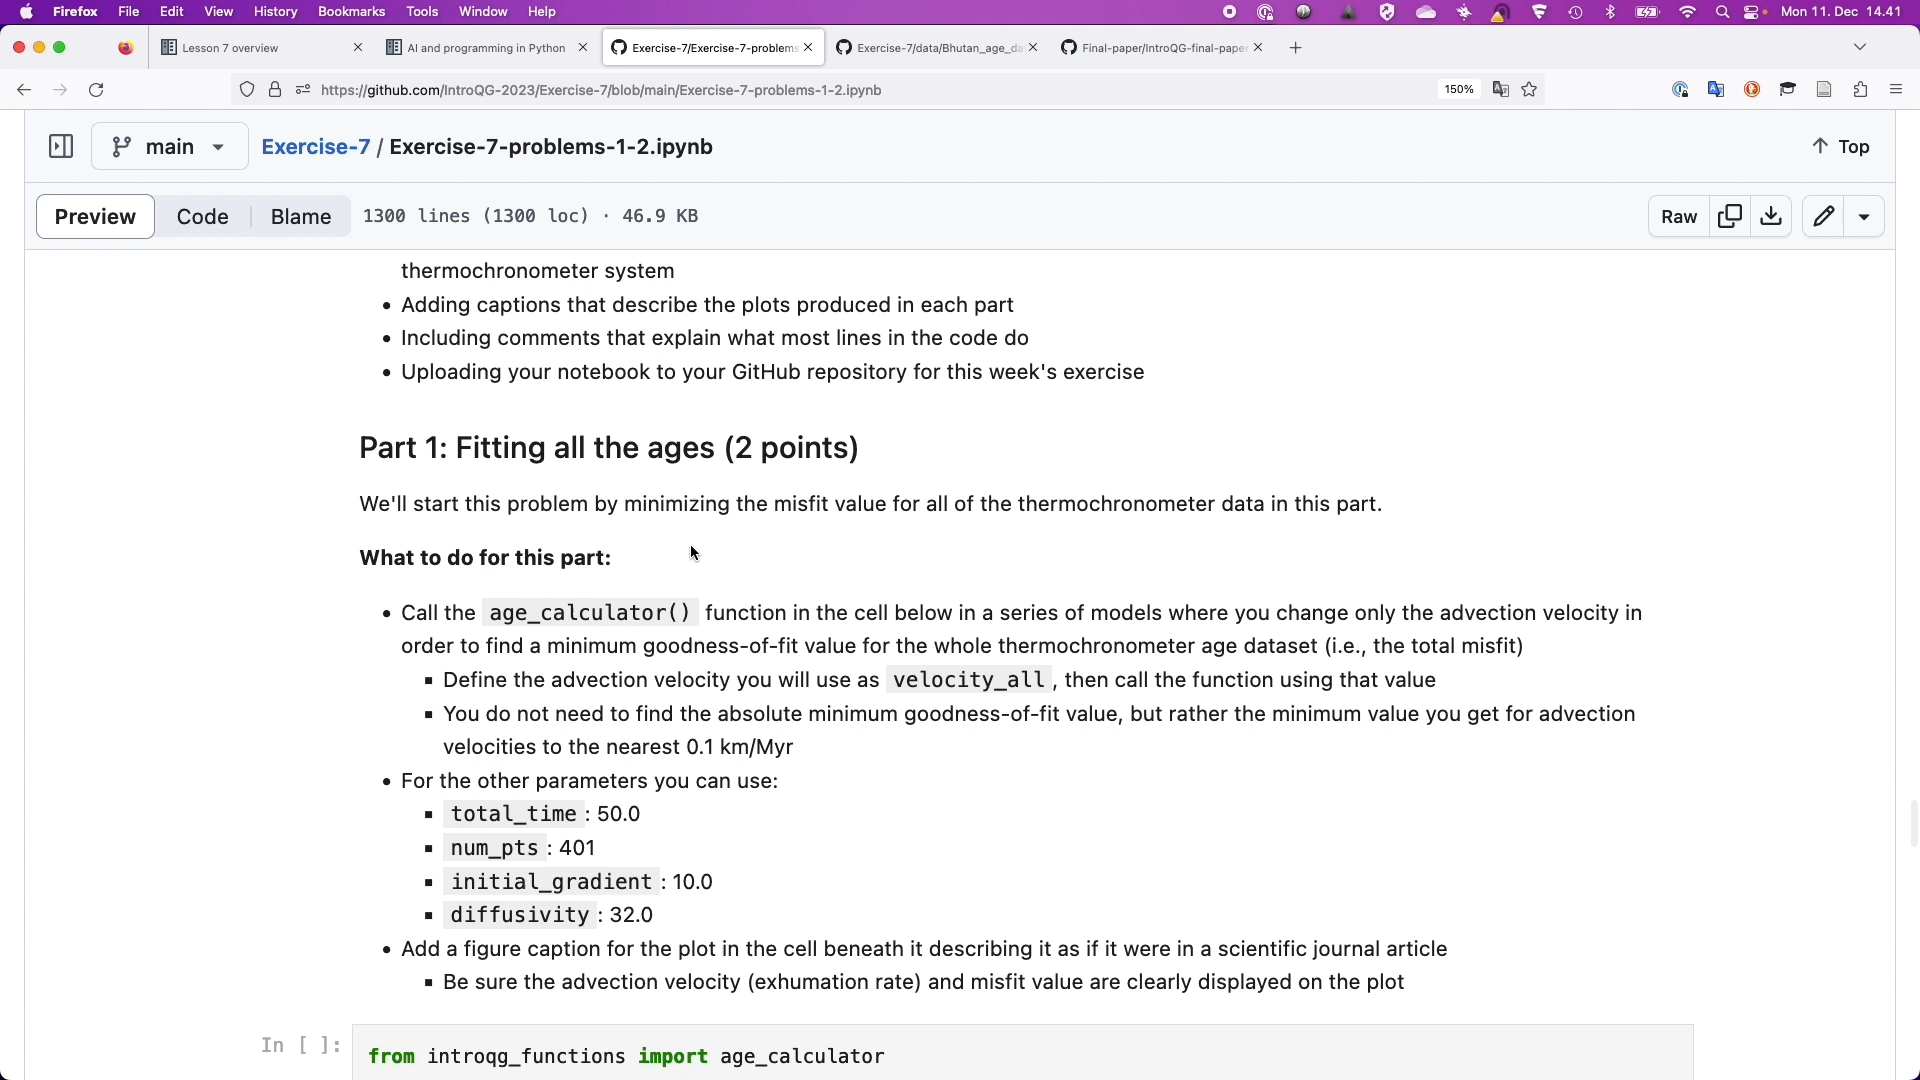 Firefox File Edit View History Bookmarks Tools Window Help Mon 11. Dec 14.41
Lesson 7 overview AI and programming in Python Exercise-7/Exercise-7-problems Exercise-7/data/Bhutan_age_da Final-paper/IntroQG-final-paper
https://github.com/IntroQG-2023/Exercise-7/blob/main/Exercise-7-problems-1-2.ipynb 150%
main Exercise-7 / Exercise-7-problems-1-2.ipynb Top
Preview Code Blame 1300 lines (1300 loc) · 46.9 KB Raw
thermochronometer system
• Adding captions that describe the plots produced in each part
• Including comments that explain what most lines in the code do
• Uploading your notebook to your GitHub repository for this week's exercise
Part 1: Fitting all the ages (2 points)
We'll start this problem by minimizing the misfit value for all of the thermochronometer data in this part.
What to do for this part:
• Call the age_calculator() function in the cell below in a series of models where you change only the advection velocity in
order to find a minimum goodness-of-fit value for the whole thermochronometer age dataset (i.e., the total misfit)
▪ Define the advection velocity you will use as velocity_all , then call the function using that value
▪ You do not need to find the absolute minimum goodness-of-fit value, but rather the minimum value you get for advection
velocities to the nearest 0.1 km/Myr
• For the other parameters you can use:
▪ total_time : 50.0
▪ num_pts : 401
▪ initial_gradient : 10.0
▪ diffusivity : 32.0
• Add a figure caption for the plot in the cell beneath it describing it as if it were in a scientific journal article
▪ Be sure the advection velocity (exhumation rate) and misfit value are clearly displayed on the plot
In [ ]: from introqg_functions import age_calculator